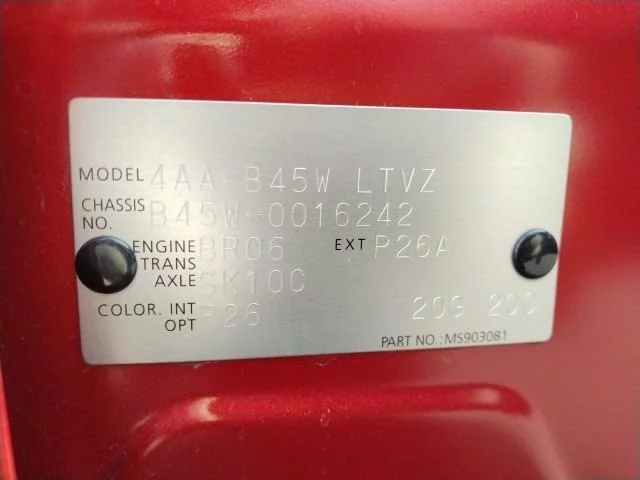 MODEL 4AA-B45W LTVZ
CHASSIS NO. B45W-0016242
ENGINE BR06 EXT P26A
TRANS AXLE SK10C
COLOR. INT P26 20G 200
OPT
PART NO.:MS903081